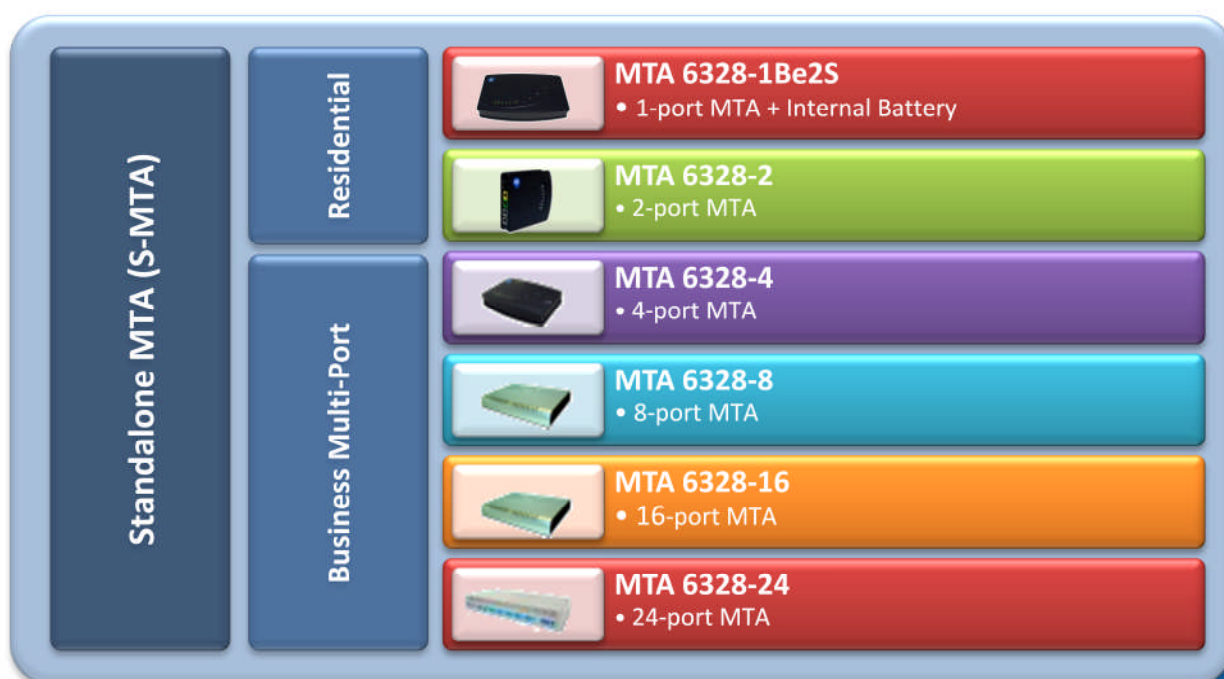 Standalone MTA (S-MTA)
Residential
MTA 6328-1Be2S
• 1-port MTA + Internal Battery
MTA 6328-2
• 2-port MTA
Business Multi-Port
MTA 6328-4
• 4-port MTA
MTA 6328-8
• 8-port MTA
MTA 6328-16
• 16-port MTA
MTA 6328-24
• 24-port MTA